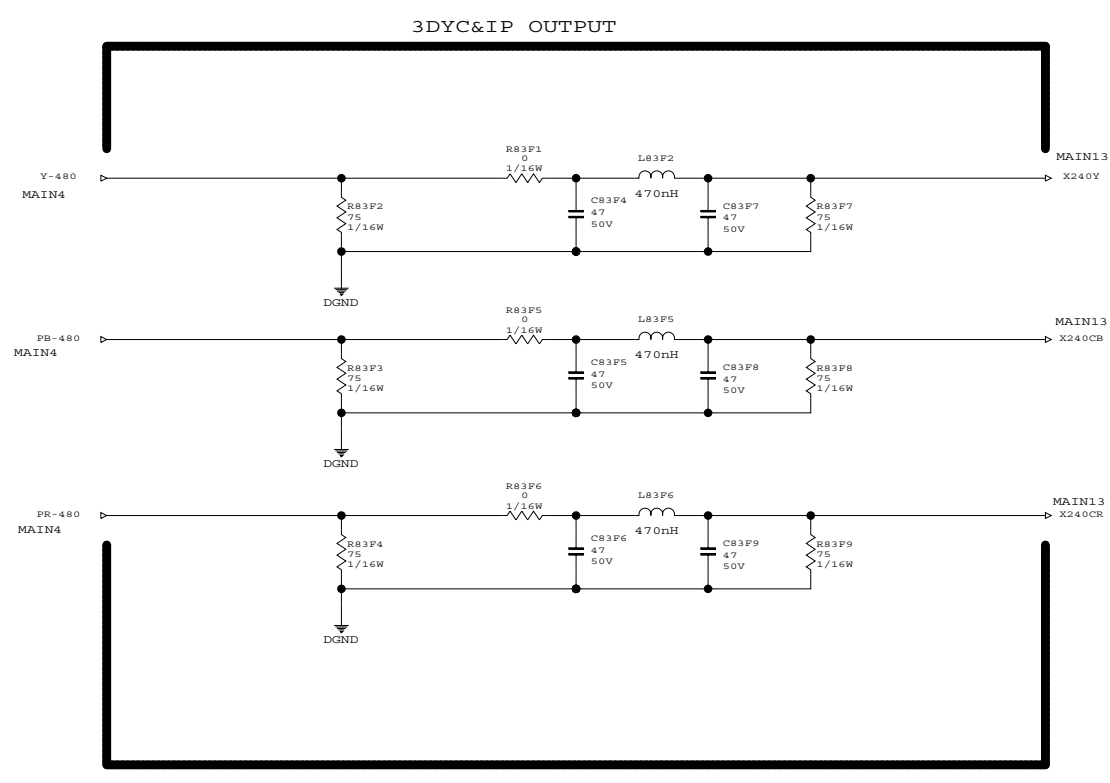 3DYC&IP OUTPUT
R83F1
0
1/16W
L83F2
470nH
MAIN13
Y-480
X240Y
MAIN4
R83F2
75
1/16W
C83F4
47
50V
C83F7
47
50V
R83F7
75
1/16W
DGND
R83F5
0
1/16W
L83F5
470nH
MAIN13
PB-480
X240CB
MAIN4
R83F3
75
1/16W
C83F5
47
50V
C83F8
47
50V
R83F8
75
1/16W
DGND
R83F6
0
1/16W
L83F6
470nH
MAIN13
PR-480
X240CR
MAIN4
R83F4
75
1/16W
C83F6
47
50V
C83F9
47
50V
R83F9
75
1/16W
DGND